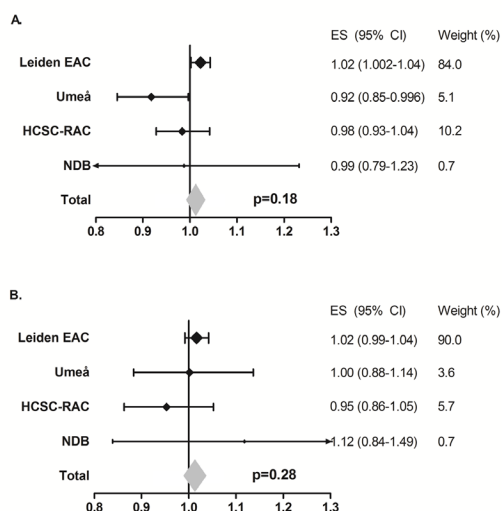 A.
ES (95% CI) Weight (%)
Leiden EAC 1.02 (1.002-1.04) 84.0
Umeå 0.92 (0.85-0.996) 5.1
HCSC-RAC 0.98 (0.93-1.04) 10.2
NDB 0.99 (0.79-1.23) 0.7
Total p=0.18
0.8 0.9 1.0 1.1 1.2 1.3
B.
ES (95% CI) Weight (%)
Leiden EAC 1.02 (0.99-1.04) 90.0
Umeå 1.00 (0.88-1.14) 3.6
HCSC-RAC 0.95 (0.86-1.05) 5.7
NDB 1.12 (0.84-1.49) 0.7
Total p=0.28
0.8 0.9 1.0 1.1 1.2 1.3